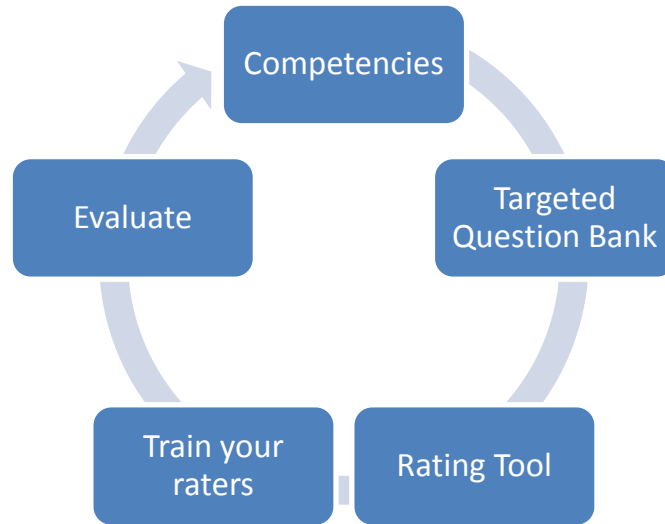 Competencies
Targeted
Question Bank
Rating Tool
Train your
raters
Evaluate